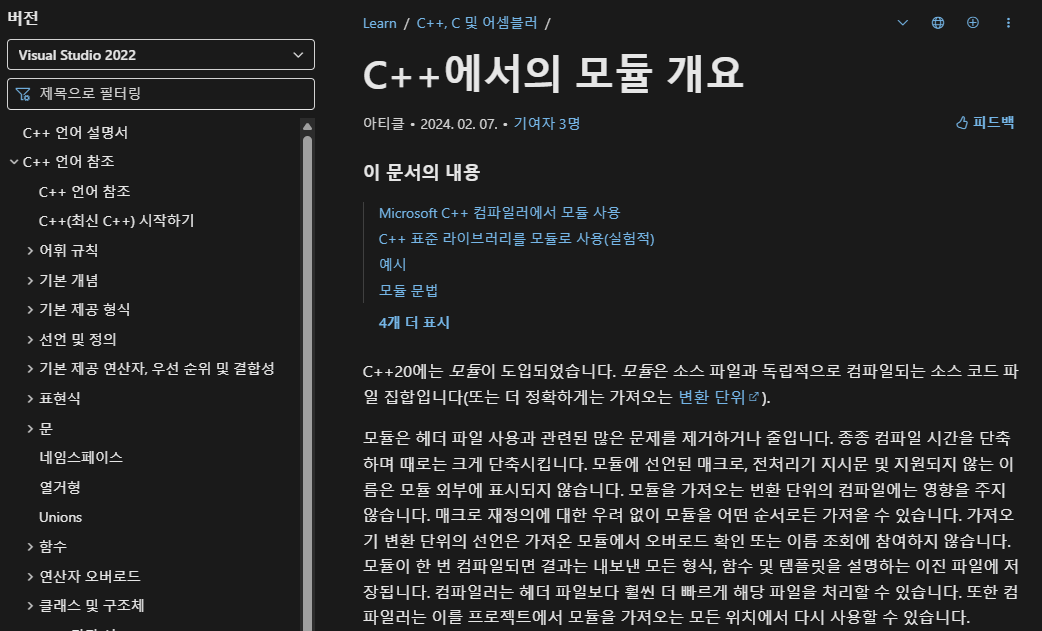 버전
Visual Studio 2022
제목으로 필터링
C++ 언어 설명서
C++ 언어 참조
C++ 언어 참조
C++(최신 C++) 시작하기
어휘 규칙
기본 개념
기본 제공 형식
선언 및 정의
기본 제공 연산자, 우선 순위 및 결합성
표현식
문
네임스페이스
열거형
Unions
함수
연산자 오버로드
클래스 및 구조체
Learn / C++, C 및 어셈블러 /
C++에서의 모듈 개요
아티클 • 2024. 02. 07. • 기여자 3명
피드백
이 문서의 내용
Microsoft C++ 컴파일러에서 모듈 사용
C++ 표준 라이브러리를 모듈로 사용(실험적)
예시
모듈 문법
4개 더 표시
C++20에는 모듈이 도입되었습니다. 모듈은 소스 파일과 독립적으로 컴파일되는 소스 코드 파
일 집합입니다(또는 더 정확하게는 가져오는 변환 단위).
모듈은 헤더 파일 사용과 관련된 많은 문제를 제거하거나 줄입니다. 종종 컴파일 시간을 단축
하며 때로는 크게 단축시킵니다. 모듈에 선언된 매크로, 전처리기 지시문 및 지원되지 않는 이
름은 모듈 외부에 표시되지 않습니다. 모듈을 가져오는 번환 단위의 컴파일에는 영향을 주지
않습니다. 매크로 재정의에 대한 우려 없이 모듈을 어떤 순서로든 가져올 수 있습니다. 가져오
기 변환 단위의 선언은 가져온 모듈에서 오버로드 확인 또는 이름 조회에 참여하지 않습니다.
모듈이 한 번 컴파일되면 결과는 내보낸 모든 형식, 함수 및 템플릿을 설명하는 이진 파일에 저
장됩니다. 컴파일러는 헤더 파일보다 훨씬 더 빠르게 해당 파일을 처리할 수 있습니다. 또한 컴
파일러는 이를 프로젝트에서 모듈을 가져오는 모든 위치에서 다시 사용할 수 있습니다.